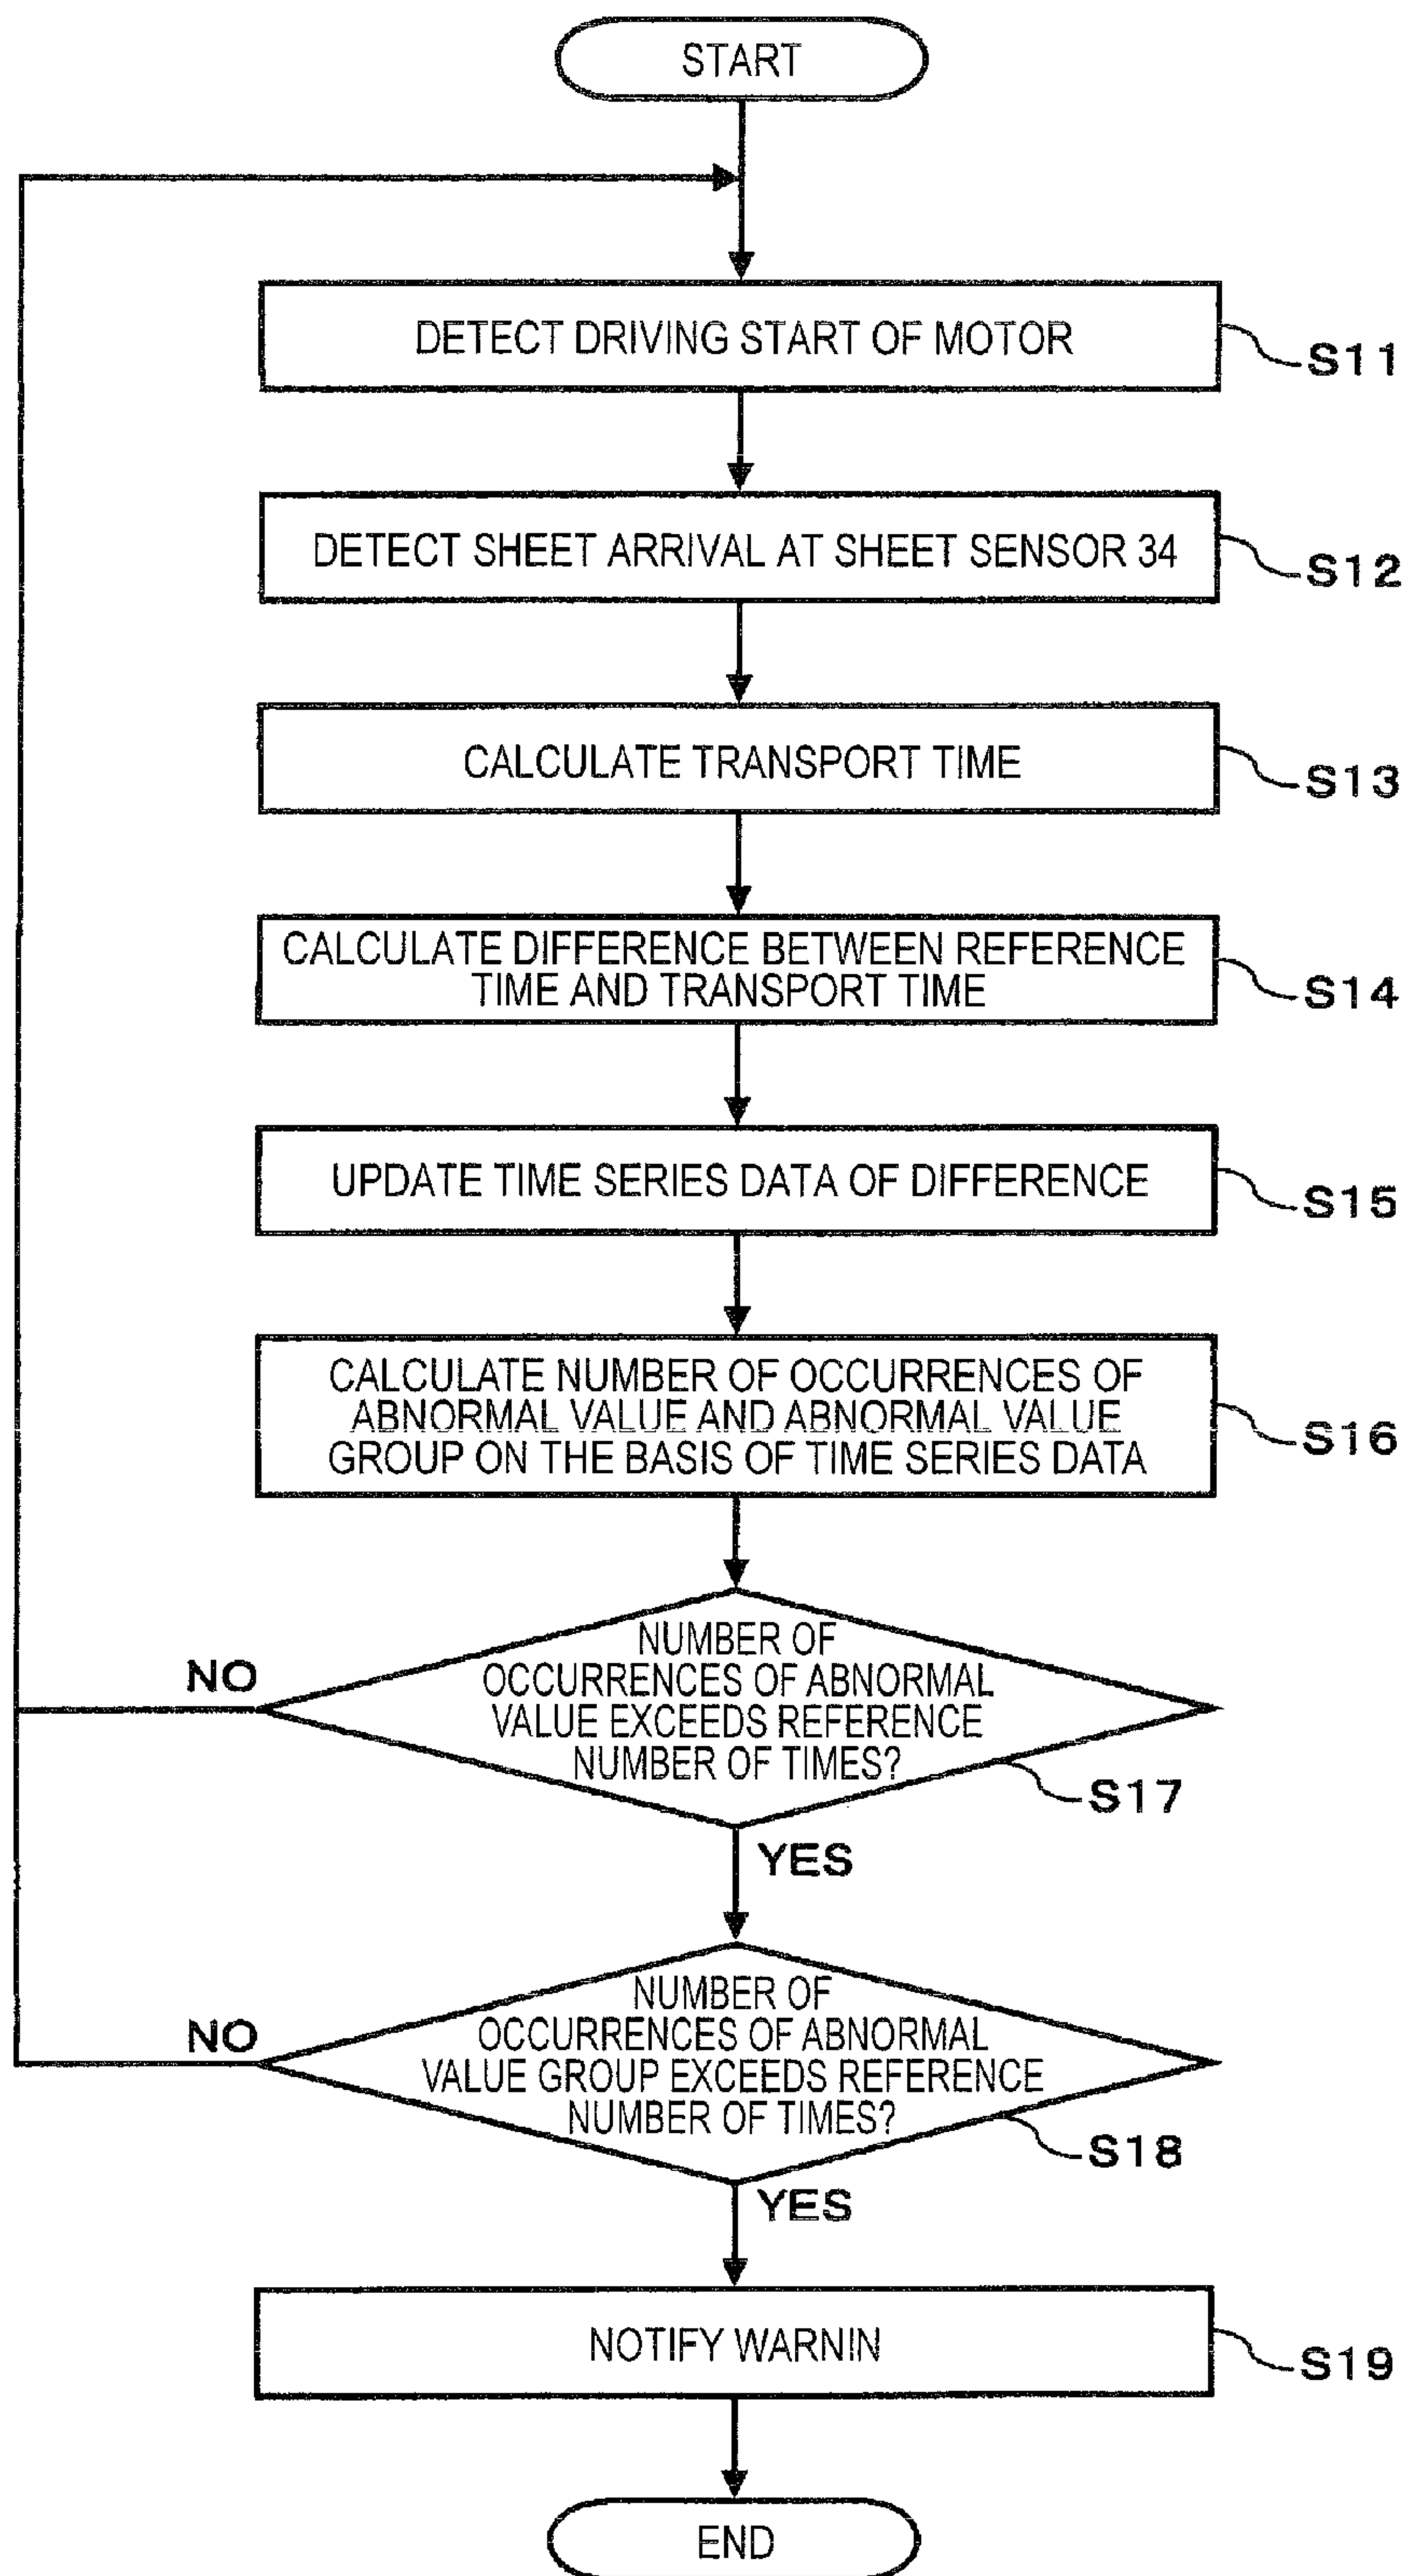 START
DETECT DRIVING START OF MOTOR
S11
DETECT SHEET ARRIVAL AT SHEET SENSOR 34
S12
CALCULATE TRANSPORT TIME
S13
CALCULATE DIFFERENCE BETWEEN REFERENCE
TIME AND TRANSPORT TIME
S14
UPDATE TIME SERIES DATA OF DIFFERENCE
S15
CALCULATE NUMBER OF OCCURRENCES OF
ABNORMAL VALUE AND ABNORMAL VALUE
GROUP ON THE BASIS OF TIME SERIES DATA
S16
NUMBER OF
OCCURRENCES OF ABNORMAL
VALUE EXCEEDS REFERENCE
NUMBER OF TIMES?
NO
S17
YES
NUMBER OF
OCCURRENCES OF ABNORMAL
VALUE GROUP EXCEEDS REFERENCE
NUMBER OF TIMES?
NO
S18
YES
NOTIFY WARNIN
S19
END